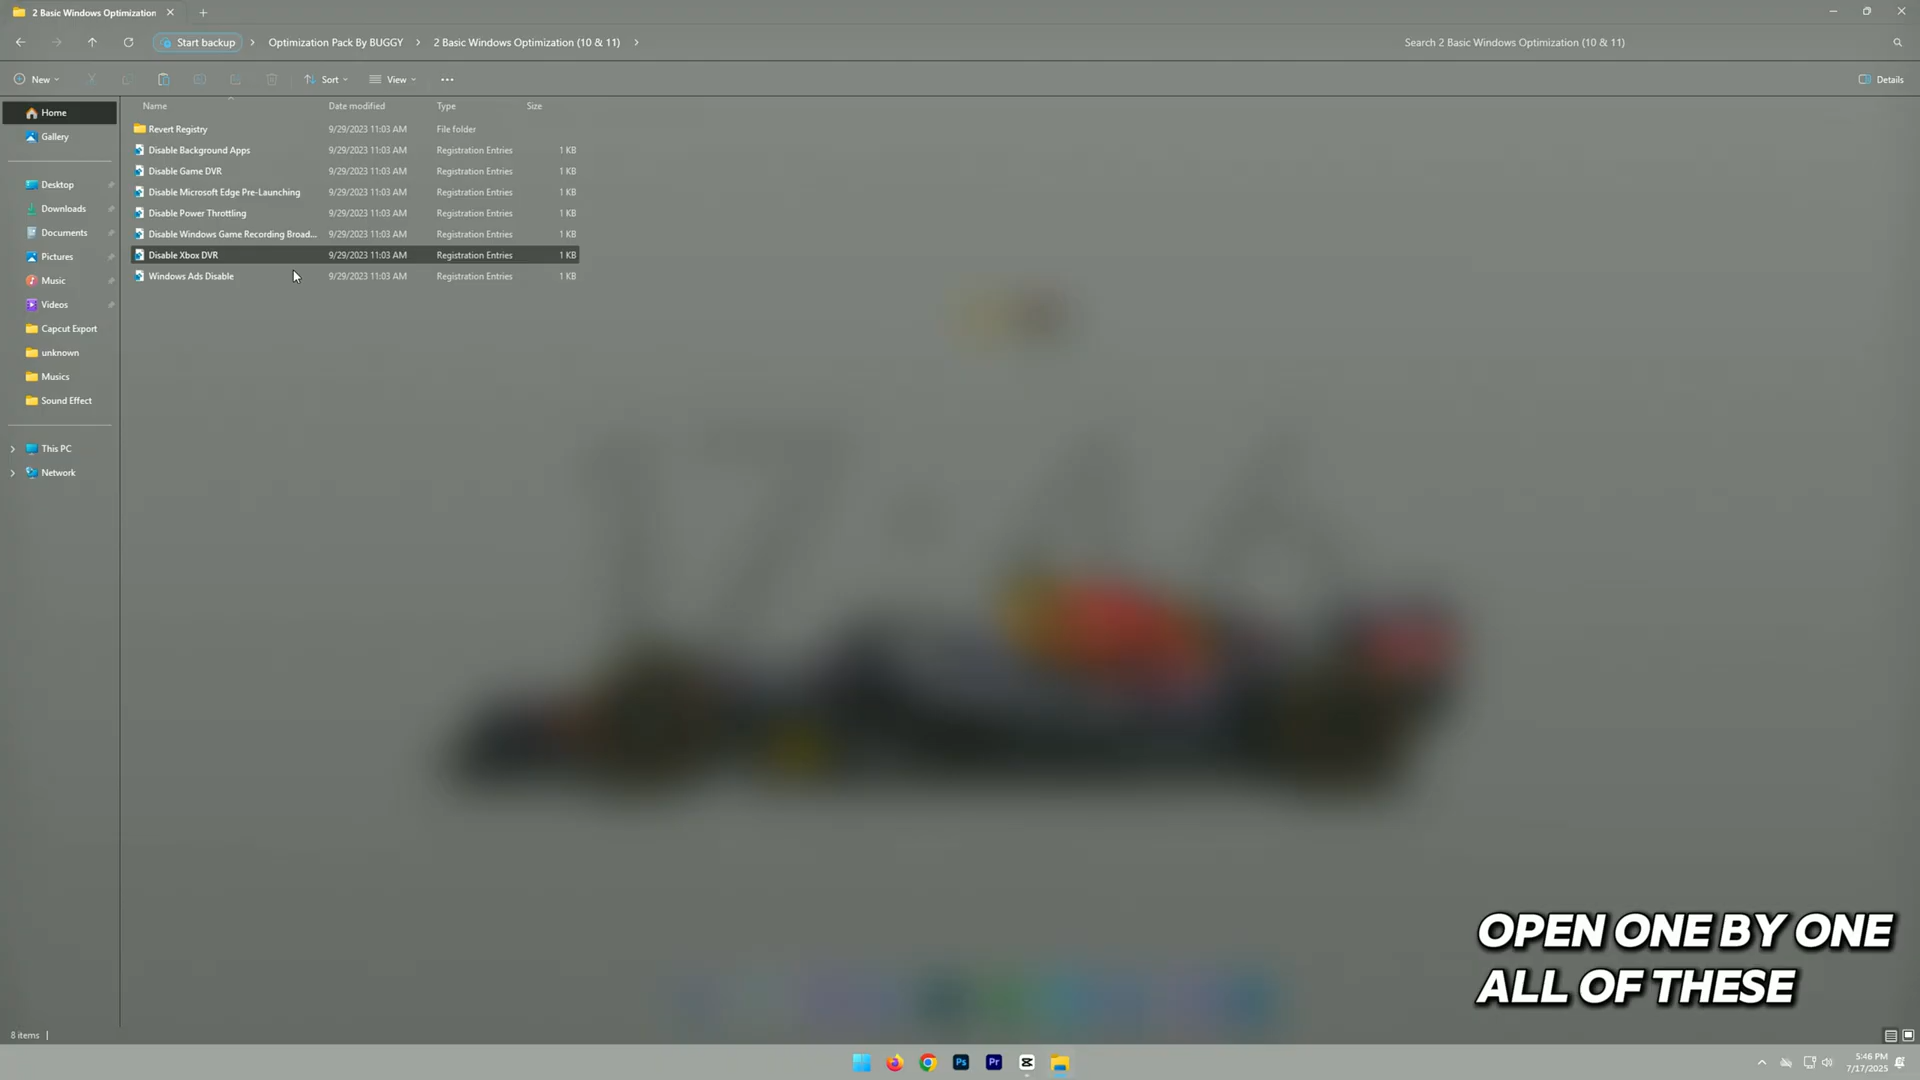 2 Basic Windows Optimization
Start backup
Optimization Pack By BUGGY
2 Basic Windows Optimization (10 & 11)
Search 2 Basic Windows Optimization (10 & 11)
New
Sort
View
Details
Home
Gallery
Desktop
Downloads
Documents
Pictures
Music
Videos
Capcut Export
unknown
Musics
Sound Effect
This PC
Network
Name Date modified Type Size
Revert Registry 9/29/2023 11:03 AM File folder
Disable Background Apps 9/29/2023 11:03 AM Registration Entries 1 KB
Disable Game DVR 9/29/2023 11:03 AM Registration Entries 1 KB
Disable Microsoft Edge Pre-Launching 9/29/2023 11:03 AM Registration Entries 1 KB
Disable Power Throttling 9/29/2023 11:03 AM Registration Entries 1 KB
Disable Windows Game Recording Broad... 9/29/2023 11:03 AM Registration Entries 1 KB
Disable Xbox DVR 9/29/2023 11:03 AM Registration Entries 1 KB
Windows Ads Disable 9/29/2023 11:03 AM Registration Entries 1 KB
17:44
OPEN ONE BY ONE
ALL OF THESE
8 items
Ps
Pr
5:46 PM
7/17/2025